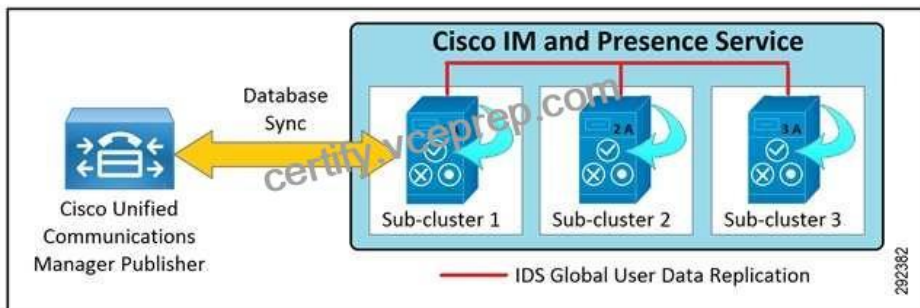 Cisco IM and Presence Service
Database
Sync
certify.vceprep.com
2 A
3 A
Cisco Unified
Communications
Manager Publisher
Sub-cluster 1
Sub-cluster 2
Sub-cluster 3
IDS Global User Data Replication
292382